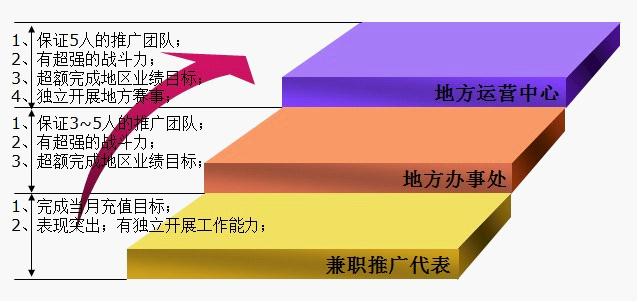 1、保证5人的推广团队；
2、有超强的战斗力；
3、超额完成地区业绩目标；
4、独立开展地方赛事；
地方运营中心
1、保证3~5人的推广团队；
2、有超强的战斗力；
3、超额完成地区业绩目标；
地方办事处
1、完成当月充值目标；
2、表现突出；有独立开展工作能力；
兼职推广代表